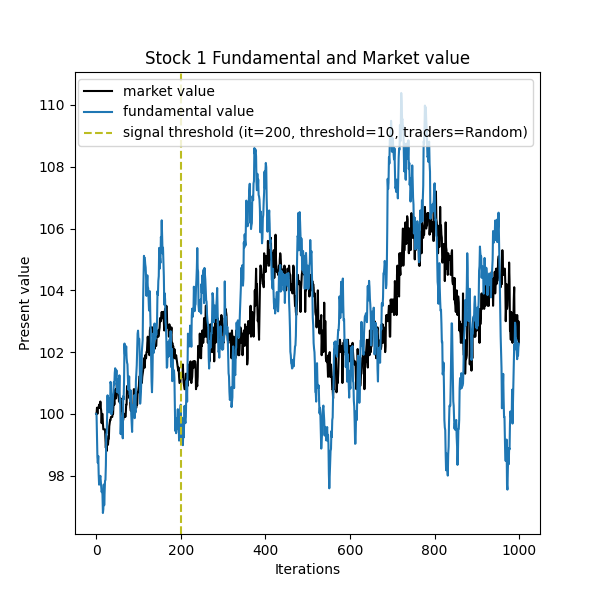 Stock 1 Fundamental and Market value
market value
fundamental value
signal threshold (it=200, threshold=10, traders=Random)
110
108
106
104
102
100
98
Present value
0 200 400 600 800 1000
Iterations